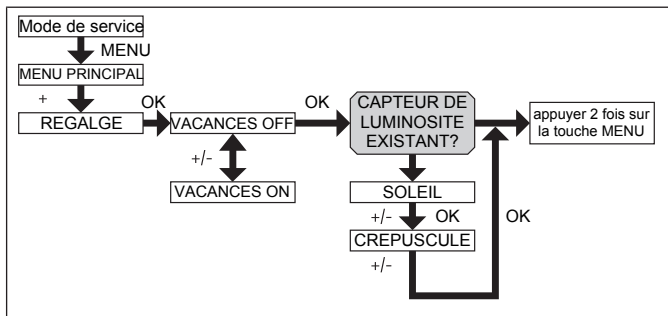 Mode de service
MENU
MENU PRINCIPAL
+
OK
REGALGE
VACANCES OFF
+/-
VACANCES ON
OK
CAPTEUR DE
LUMINOSITE
EXISTANT?
SOLEIL
+/-
OK
CREPUSCULE
+/-
OK
appuyer 2 fois sur
la touche MENU